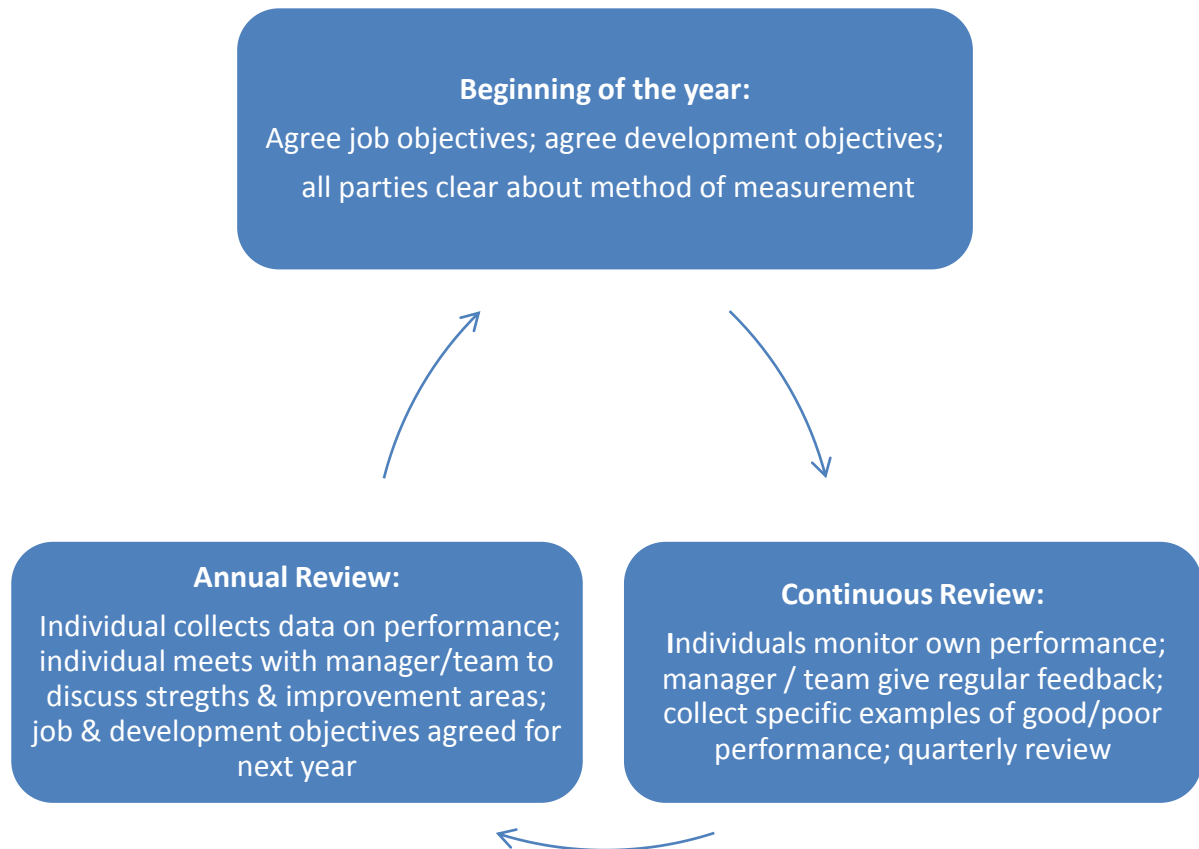 Beginning of the year:
Agree job objectives; agree development objectives;
all parties clear about method of measurement
Annual Review:
Individual collects data on performance;
individual meets with manager/team to
discuss stregths & improvement areas;
job & development objectives agreed for
next year
Continuous Review:
Individuals monitor own performance;
manager / team give regular feedback;
collect specific examples of good/poor
performance; quarterly review